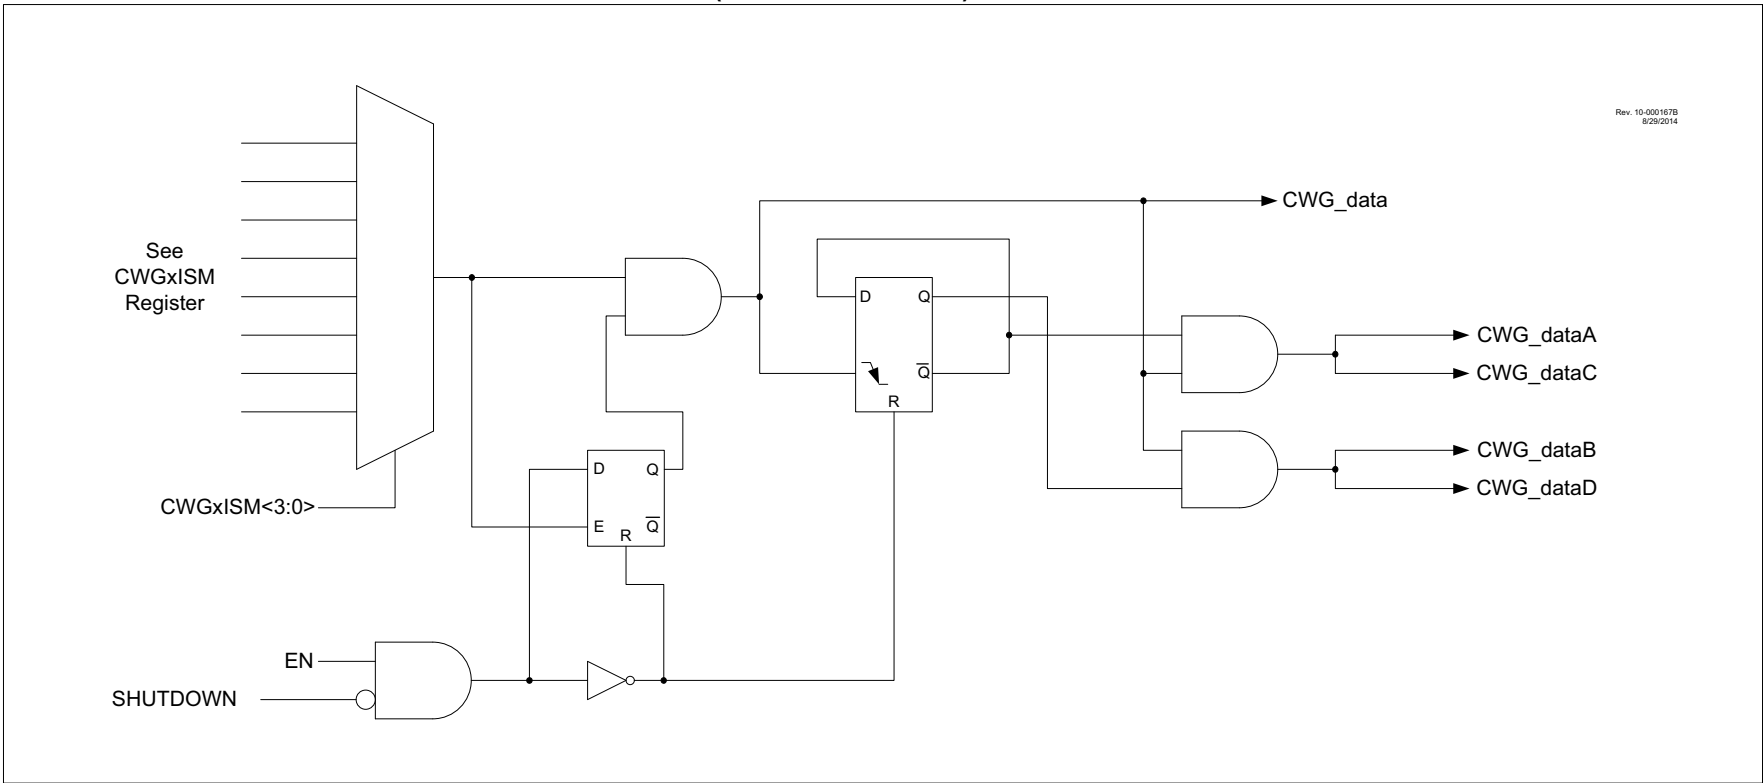 Rev. 10-000167B
8/29/2014
See
CWGxISM
Register
CWGxISM<3:0>
EN
SHUTDOWN
D
Q
E
R
Q̅
D
Q
Q̅
R
CWG_data
CWG_dataA
CWG_dataC
CWG_dataB
CWG_dataD